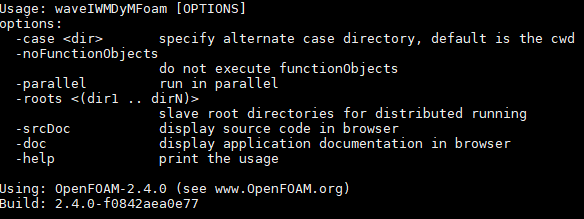 Usage: waveIWMDyMFoam [OPTIONS]
options:
-case <dir> specify alternate case directory, default is the cwd
-noFunctionObjects
do not execute functionObjects
-parallel run in parallel
-roots <(dir1 .. dirN)>
slave root directories for distributed running
-srcDoc display source code in browser
-doc display application documentation in browser
-help print the usage
Using: OpenFOAM-2.4.0 (see www.OpenFOAM.org)
Build: 2.4.0-f0842aea0e77